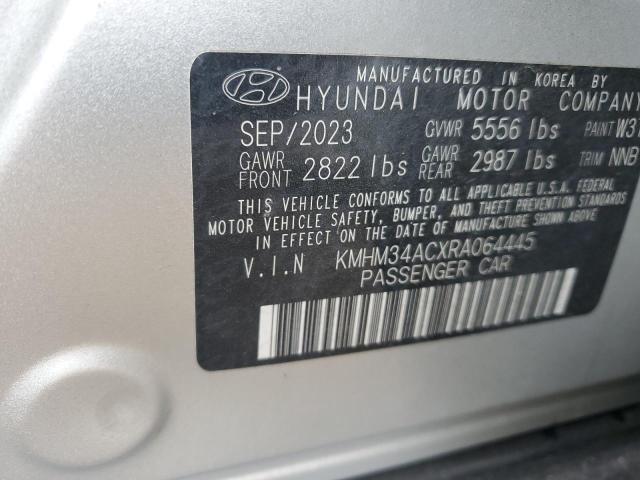 MANUFACTURED IN KOREA BY
HYUNDAI MOTOR COMPANY
SEP/2023 GVWR 5556 lbs PAINT W3
GAWR FRONT 2822 lbs GAWR REAR 2987 lbs TRIM NNB
THIS VEHICLE CONFORMS TO ALL APPLICABLE U.S.A. FEDERAL
MOTOR VEHICLE SAFETY, BUMPER, AND THEFT PREVENTION STANDARDS
IN EFFECT ON THE DATE OF MANUFACTURE SHOWN ABOVE.
V.I.N KMHM34ACXRA064445
PASSENGER CAR